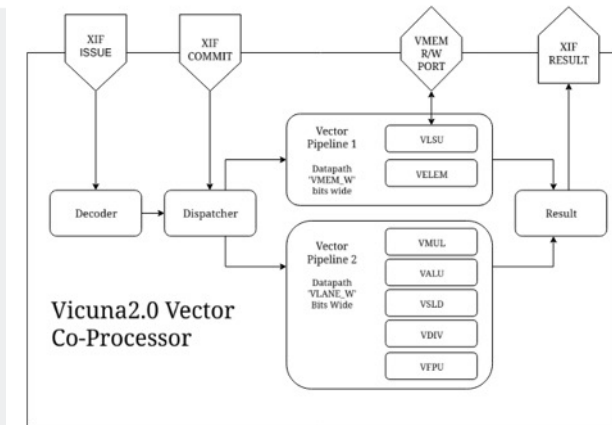 XIF
ISSUE
XIF
COMMIT
VMEM
R/W
PORT
XIF
RESULT
Vector
Pipeline 1
Datapath
'VMEM_W'
bits wide
VLSU
VELEM
Decoder
Dispatcher
Result
Vector
Pipeline 2
Datapath
'VLANE_W'
Bits Wide
VMUL
VALU
VSLD
VDIV
VFPU
Vicuna2.0 Vector
Co-Processor